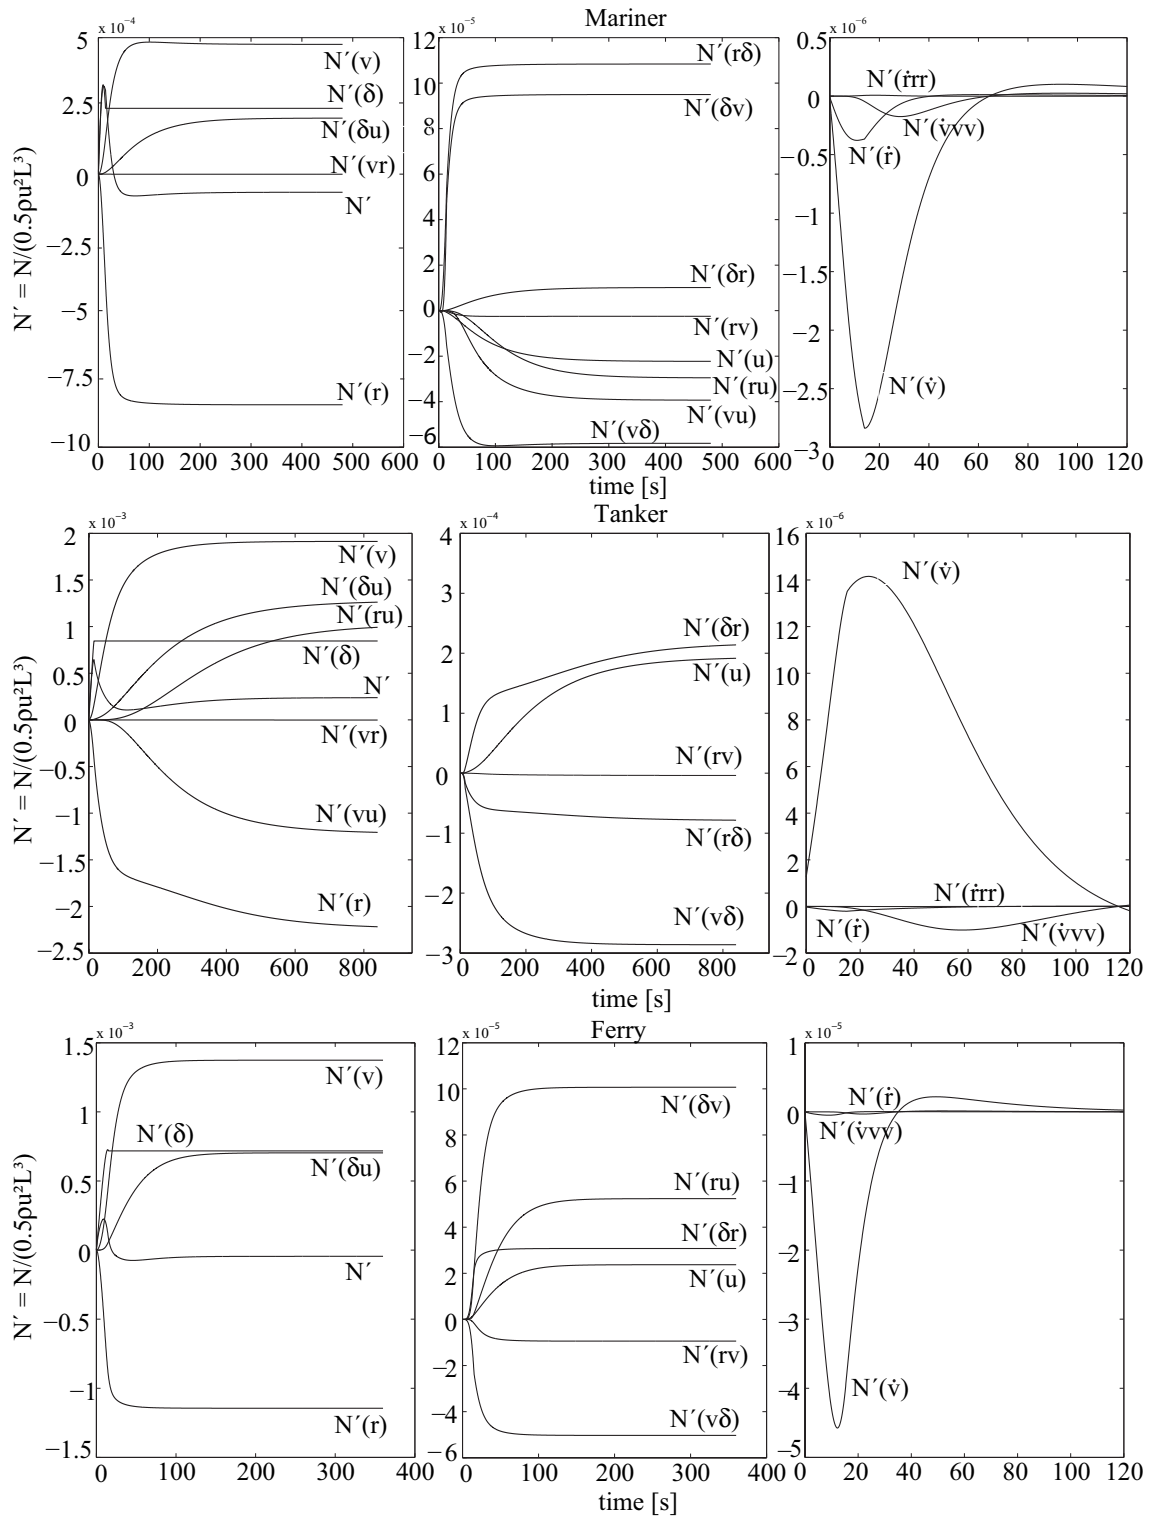 Mariner
x 10⁻⁴
5
2.5
0
−2.5
−5
−7.5
−10
0 100 200 300 400 500 600
N´ = N/(0.5ρu²L³)
N´(v)
N´(δ)
N´(δu)
N´(vr)
N´
N´(r)
x 10⁻⁵
12
10
8
6
4
2
0
−2
−4
−6
0 100 200 300 400 500 600
time [s]
N´(rδ)
N´(δv)
N´(δr)
N´(rv)
N´(u)
N´(ru)
N´(vu)
N´(vδ)
x 10⁻⁶
0.5
0
−0.5
−1
−1.5
−2
−2.5
−3
0 20 40 60 80 100 120
N´(ṙrr)
N´(v̇vv)
N´(ṙ)
N´(v̇)
Tanker
x 10⁻³
2
1.5
1
0.5
0
−0.5
−1
−1.5
−2
−2.5
0 200 400 600 800
N´ = N/(0.5ρu²L³)
N´(v)
N´(δu)
N´(ru)
N´(δ)
N´
N´(vr)
N´(vu)
N´(r)
x 10⁻⁴
4
3
2
1
0
−1
−2
−3
0 200 400 600 800
time [s]
N´(δr)
N´(u)
N´(rv)
N´(rδ)
N´(vδ)
x 10⁻⁶
16
14
12
10
8
6
4
2
0
−2
0 20 40 60 80 100 120
N´(v̇)
N´(ṙrr)
N´(ṙ)
N´(v̇vv)
Ferry
x 10⁻³
1.5
1
0.5
0
−0.5
−1
−1.5
0 100 200 300 400
N´ = N/(0.5ρu²L³)
N´(v)
N´(δ)
N´(δu)
N´
N´(r)
x 10⁻⁵
12
10
8
6
4
2
0
−2
−4
−6
0 100 200 300 400
time [s]
N´(δv)
N´(ru)
N´(δr)
N´(u)
N´(rv)
N´(vδ)
x 10⁻⁵
1
0
−1
−2
−3
−4
−5
0 20 40 60 80 100 120
N´(ṙ)
N´(v̇vv)
N´(v̇)